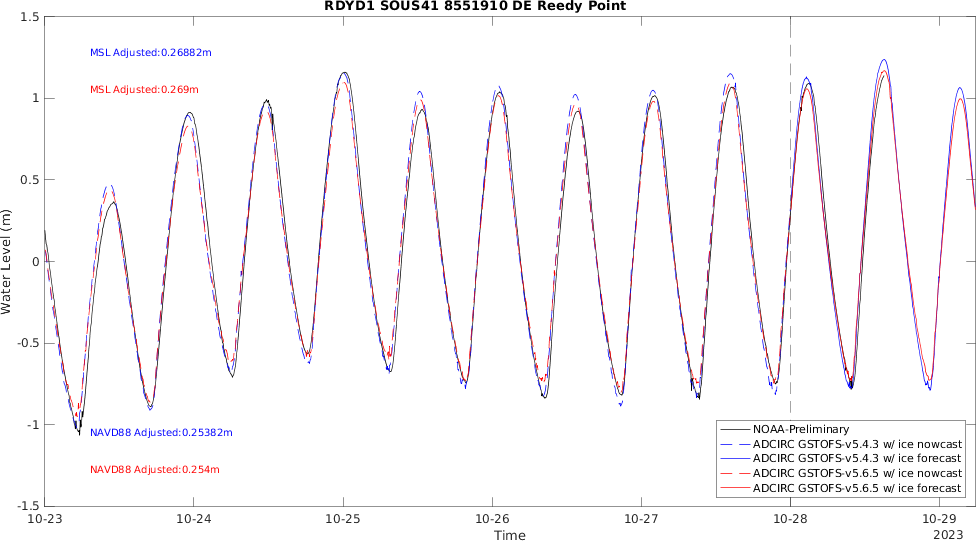 RDYD1 SOUS41 8551910 DE Reedy Point
1.5
1
0.5
0
-0.5
-1
-1.5
Water Level (m)
MSL Adjusted:0.26882m
MSL Adjusted:0.269m
NAVD88 Adjusted:0.25382m
NAVD88 Adjusted:0.254m
NOAA-Preliminary
ADCIRC GSTOFS-v5.4.3 w/ ice nowcast
ADCIRC GSTOFS-v5.4.3 w/ ice forecast
ADCIRC GSTOFS-v5.6.5 w/ ice nowcast
ADCIRC GSTOFS-v5.6.5 w/ ice forecast
10-23 10-24 10-25 10-26 10-27 10-28 10-29
Time
2023